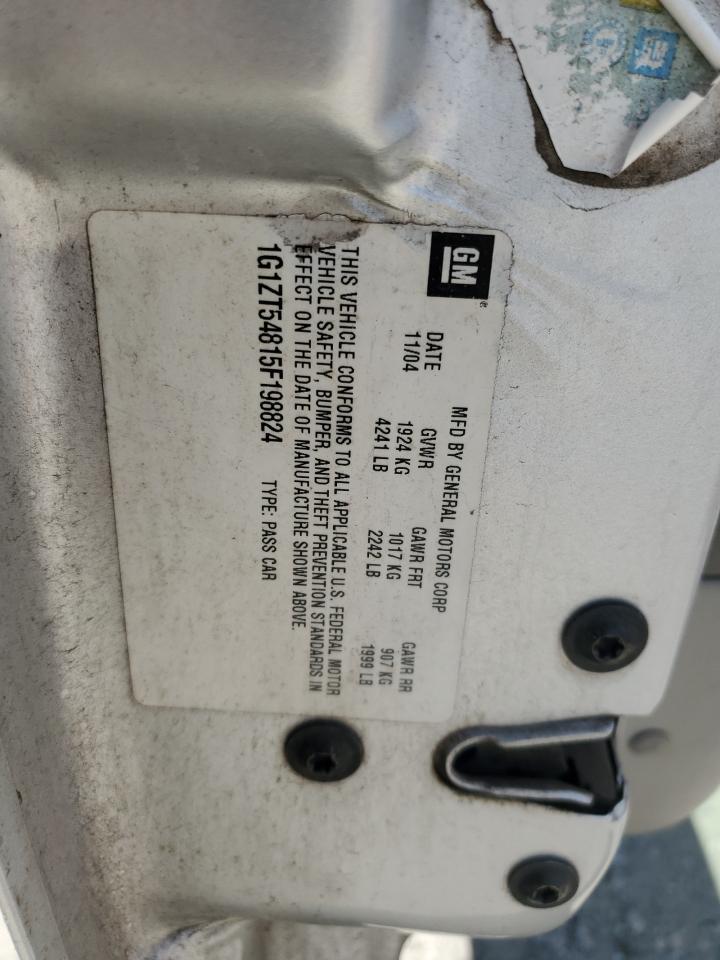 GM®
MFD BY GENERAL MOTORS CORP
DATE GVWR GAWR FRT GAWR RR
11/04 1924 KG 1017 KG 907 KG
4241 LB 2242 LB 1999 LB
THIS VEHICLE CONFORMS TO ALL APPLICABLE U.S. FEDERAL MOTOR
VEHICLE SAFETY, BUMPER, AND THEFT PREVENTION STANDARDS IN
EFFECT ON THE DATE OF MANUFACTURE SHOWN ABOVE.
1G1ZT54815F198824 TYPE: PASS CAR